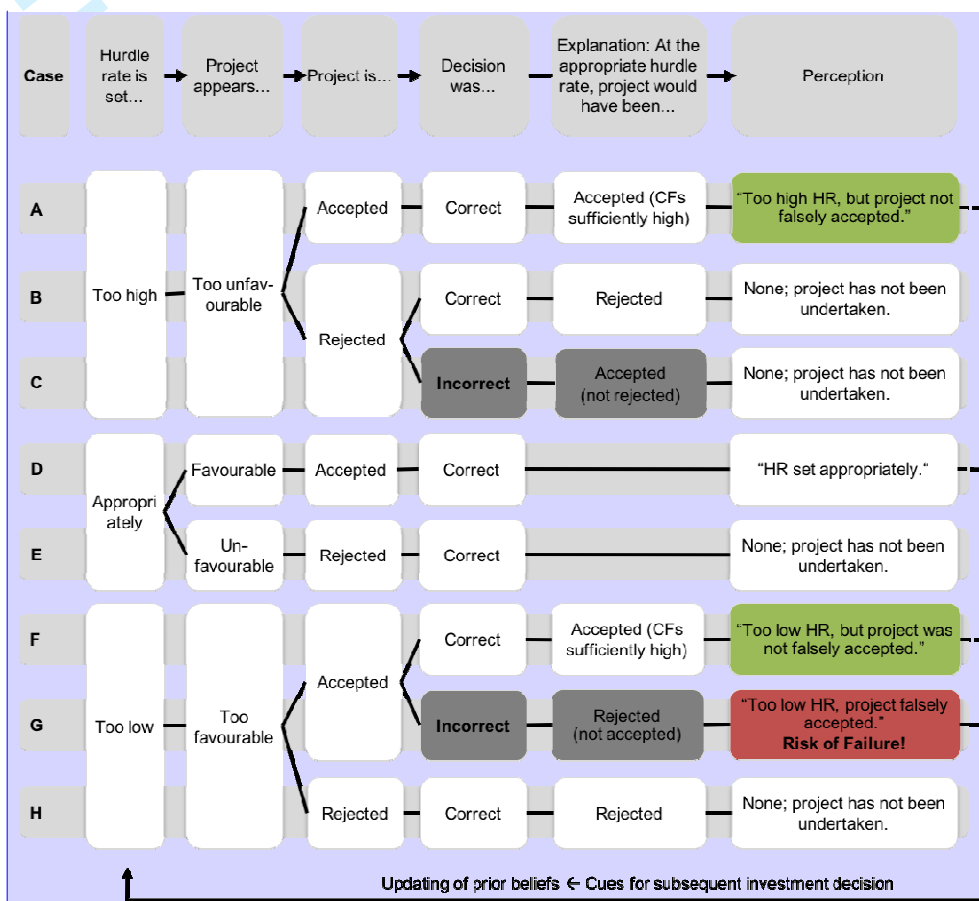 Case
Hurdle
rate is
set…
Project
appears…
Project is…
Decision
was…
Explanation: At the
appropriate hurdle
rate, project would
have been…
Perception
A
B
C
Too high
Too unfav-
ourable
Accepted
Correct
Accepted (CFs
sufficiently high)
“Too high HR, but project not
falsely accepted.”
Rejected
Correct
Rejected
None; project has not been
undertaken.
Incorrect
Accepted
(not rejected)
None; project has not been
undertaken.
D
E
Appropri
ately
Favourable
Accepted
Correct
“HR set appropriately.“
Un-
favourable
Rejected
Correct
None; project has not been
undertaken.
F
G
H
Too low
Too
favourable
Accepted
Correct
Accepted (CFs
sufficiently high)
“Too low HR, but project was
not falsely accepted.”
Incorrect
Rejected
(not accepted)
“Too low HR, project falsely
accepted.”
Risk of Failure!
Rejected
Correct
Rejected
None; project has not been
undertaken.
Updating of prior beliefs ← Cues for subsequent investment decision